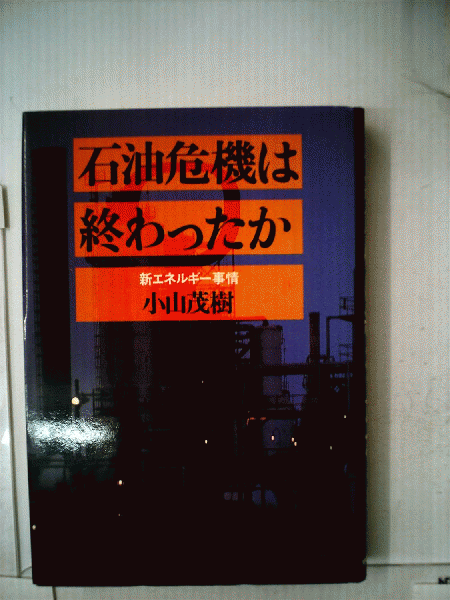 石油危機は
終わったか
新エネルギー事情
小山茂樹